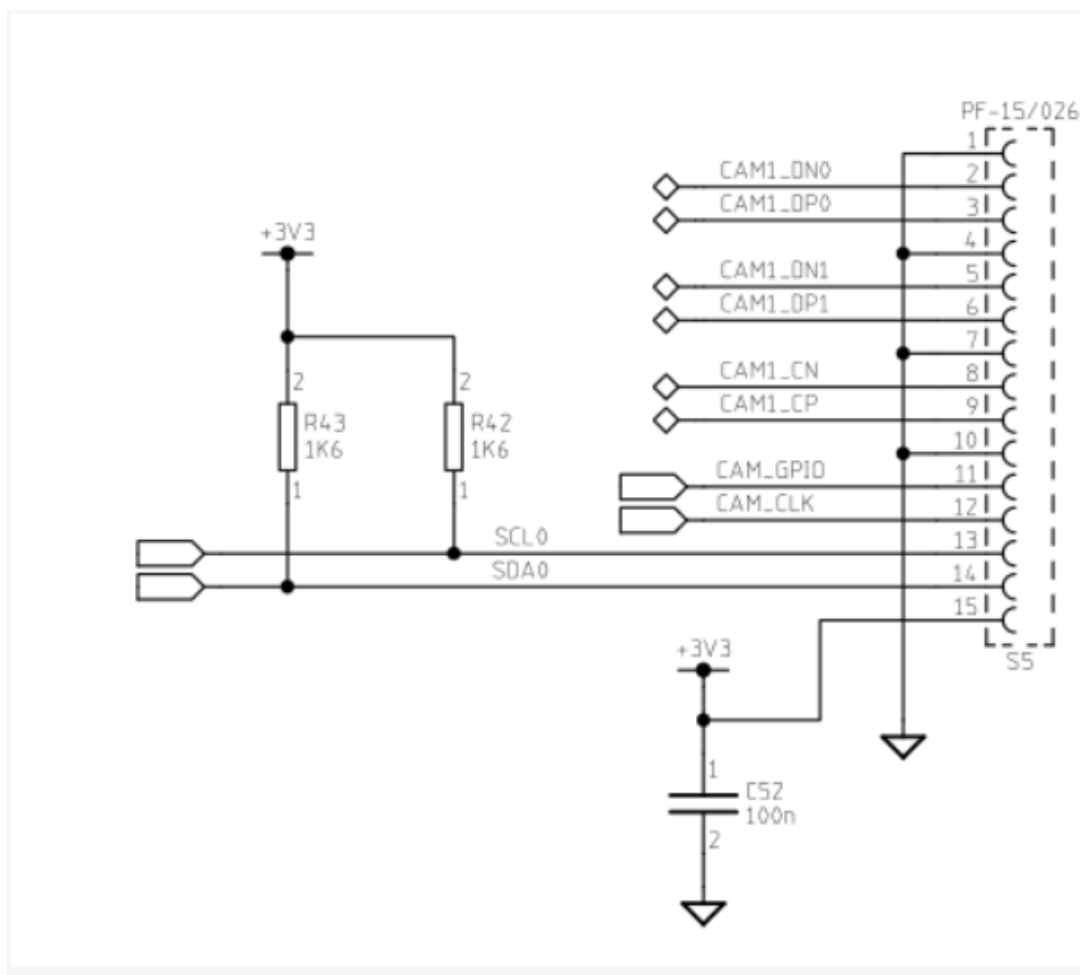 PF-15/026
1
CAM1_DN0
2
CAM1_DP0
3
4
CAM1_DN1
5
CAM1_DP1
6
7
CAM1_CN
8
CAM1_CP
9
10
CAM_GPIO
11
CAM_CLK
12
SCL0
13
SDA0
14
15
S5
+3V3
2
R43
1K6
1
2
R42
1K6
1
+3V3
1
C52
100n
2